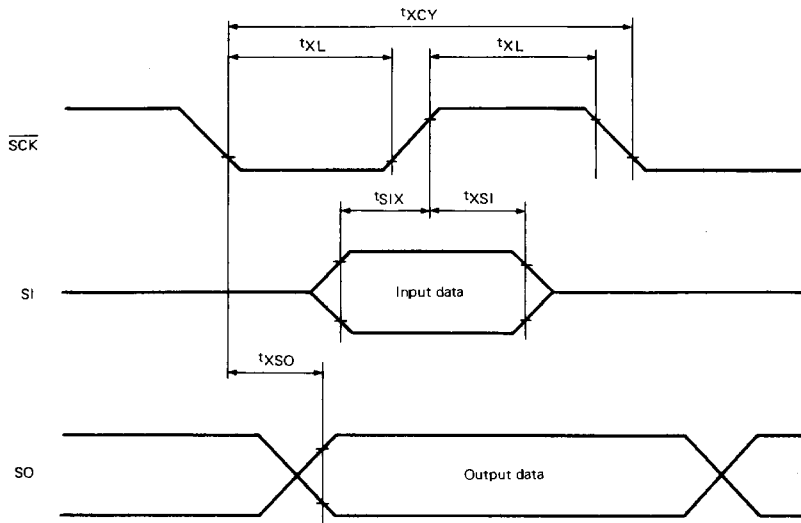 tXCY
tXL tXL
SCK
tSIX tXSI
SI Input data
tXSO
SO Output data